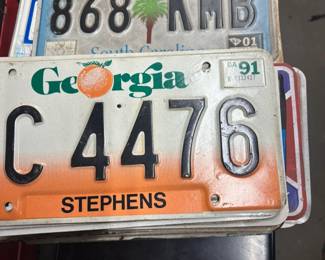 868 KMB
South Carolina 01
Georgia GA 91
C 4476
STEPHENS